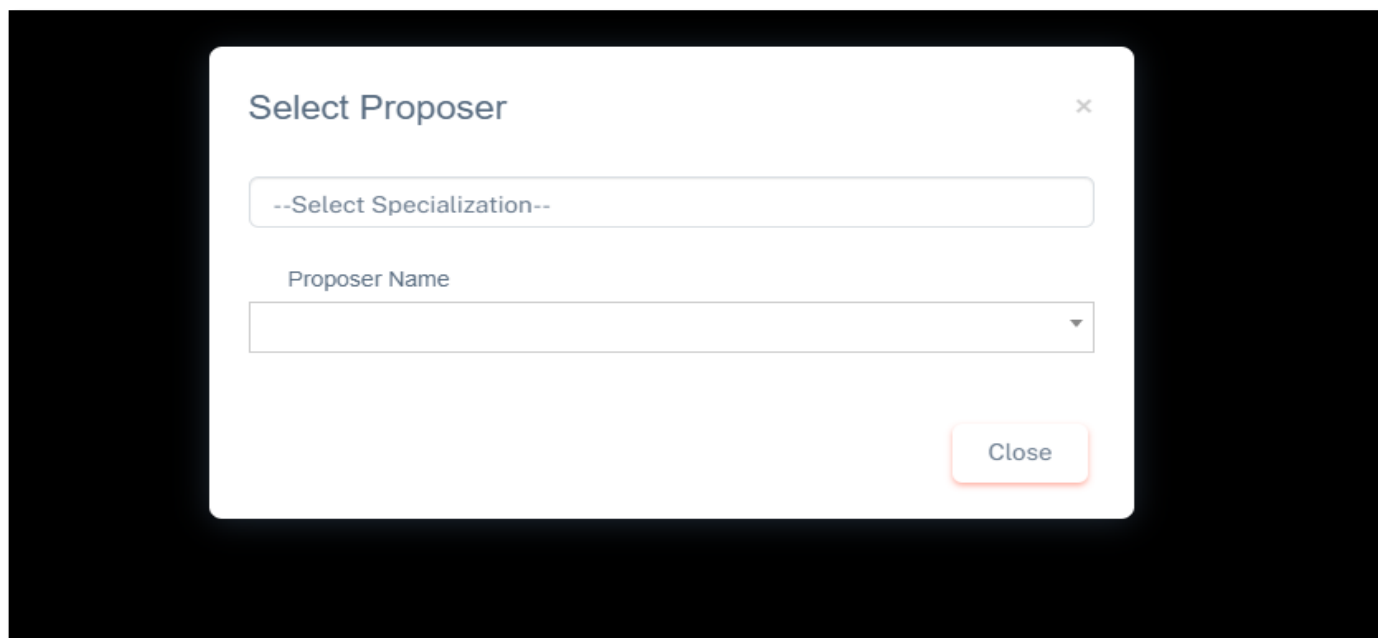 Select Proposer ×
--Select Specialization--
Proposer Name
Close